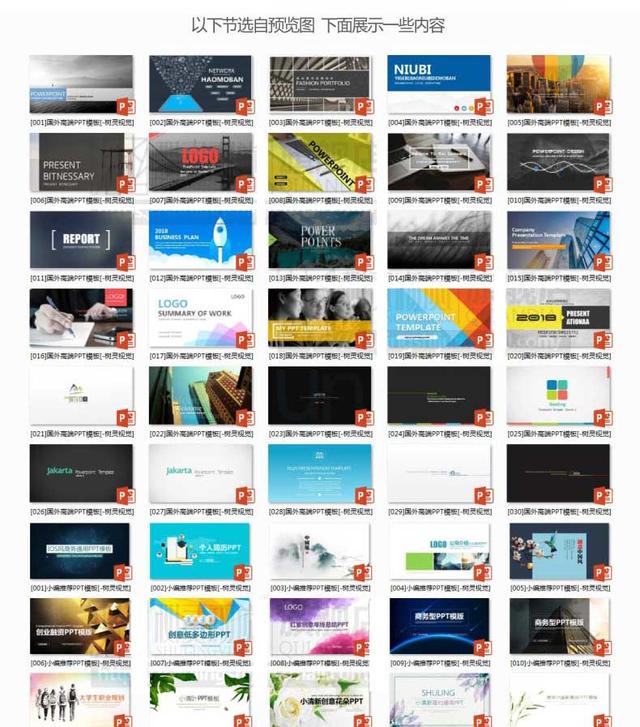 以下节选自预览图 下面展示一些内容
POWERPOINT
NETWORK
HAOMOBAN
FASHION PORTFOLIO
NIUBI
YIGEBIAONIUBIDEMOBAN
[001]国外高端PPT模板[-树灵视觉]
[002]国外高端PPT模板[-树灵视觉]
[003]国外高端PPT模板[-树灵视觉]
[004]国外高端PPT模板[-树灵视觉]
[005]国外高端PPT模板[-树灵视觉]
PRESENT
BITNESSARY
LOGO
POWERPOINT
POWERPOINT DESIGN
[006]国外高端PPT模板[-树灵视觉]
[007]国外高端PPT模板[-树灵视觉]
[008]国外高端PPT模板[-树灵视觉]
[009]国外高端PPT模板[-树灵视觉]
[010]国外高端PPT模板[-树灵视觉]
[ REPORT ]
2018
BUSINESS PLAN
POWER
POINTS
THE DREAM AWAKES THE TIME
Company
Presentation Template
[011]国外高端PPT模板[-树灵视觉]
[012]国外高端PPT模板[-树灵视觉]
[013]国外高端PPT模板[-树灵视觉]
[014]国外高端PPT模板[-树灵视觉]
[015]国外高端PPT模板[-树灵视觉]
LOGO
LOGO
LOGO
SUMMARY OF WORK
MY PPT TEMPLATE
POWERPOINT
TEMPLATE
2018
PRESENT
ATIONAA
[016]国外高端PPT模板[-树灵视觉]
[017]国外高端PPT模板[-树灵视觉]
[018]国外高端PPT模板[-树灵视觉]
[019]国外高端PPT模板[-树灵视觉]
[020]国外高端PPT模板[-树灵视觉]
Welcome
[021]国外高端PPT模板[-树灵视觉]
[022]国外高端PPT模板[-树灵视觉]
[023]国外高端PPT模板[-树灵视觉]
[024]国外高端PPT模板[-树灵视觉]
[025]国外高端PPT模板[-树灵视觉]
Jakarta Powerpoint Template
Jakarta Powerpoint Template
[026]国外高端PPT模板[-树灵视觉]
[027]国外高端PPT模板[-树灵视觉]
[028]国外高端PPT模板[-树灵视觉]
[029]国外高端PPT模板[-树灵视觉]
[030]国外高端PPT模板[-树灵视觉]
IOS风商务通用PPT模板
个人简历PPT
LOGO
公司介绍
[001]小编推荐PPT模板[-树灵视觉]
[002]小编推荐PPT模板[-树灵视觉]
[003]小编推荐PPT模板[-树灵视觉]
[004]小编推荐PPT模板[-树灵视觉]
[005]小编推荐PPT模板[-树灵视觉]
创业融资PPT模版
创意低多边形PPT
LOGO
红紫创意年终总结PPT
商务型PPT模版
商务型PPT模版
[006]小编推荐PPT模板[-树灵视觉]
[007]小编推荐PPT模板[-树灵视觉]
[008]小编推荐PPT模板[-树灵视觉]
[009]小编推荐PPT模板[-树灵视觉]
[010]小编推荐PPT模板[-树灵视觉]
大学生职业规划
小清新PPT模板
小清新创意花朵PPT
SHULING